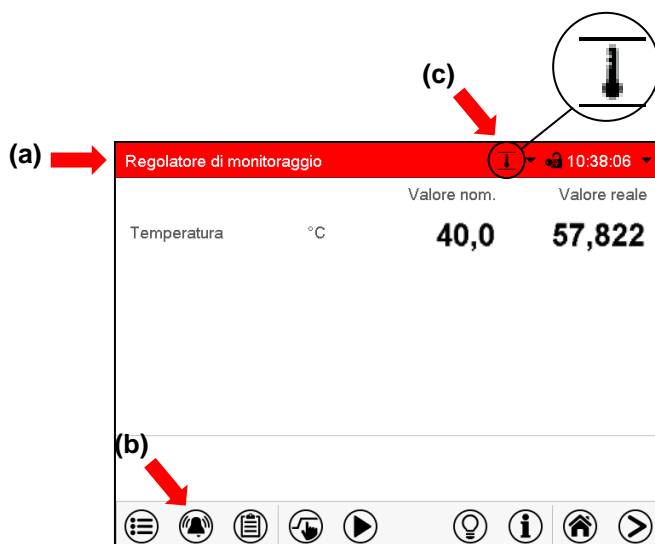 (c)
(a)
Regolatore di monitoraggio 10:38:06
Valore nom. Valore reale
Temperatura °C 40,0 57,822
(b)